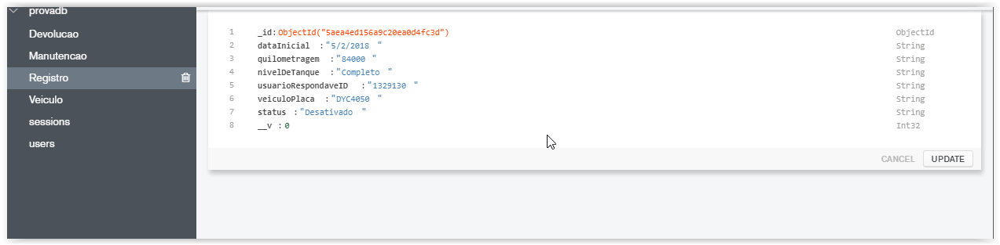 provadb
Devolucao
Manutencao
Registro
Veiculo
sessions
users
1 _id:ObjectId("5aea4ed156a9c20ea0d4fc3d") ObjectId
2 dataInicial :"5/2/2018 " String
3 quilometragem :"84000 " String
4 nivelDeTanque :"Completo " String
5 usuarioRespondaveID :"1329130 " String
6 veiculoPlaca :"DYC4050 " String
7 status :"Desativado " String
8 __v :0 Int32
CANCEL UPDATE